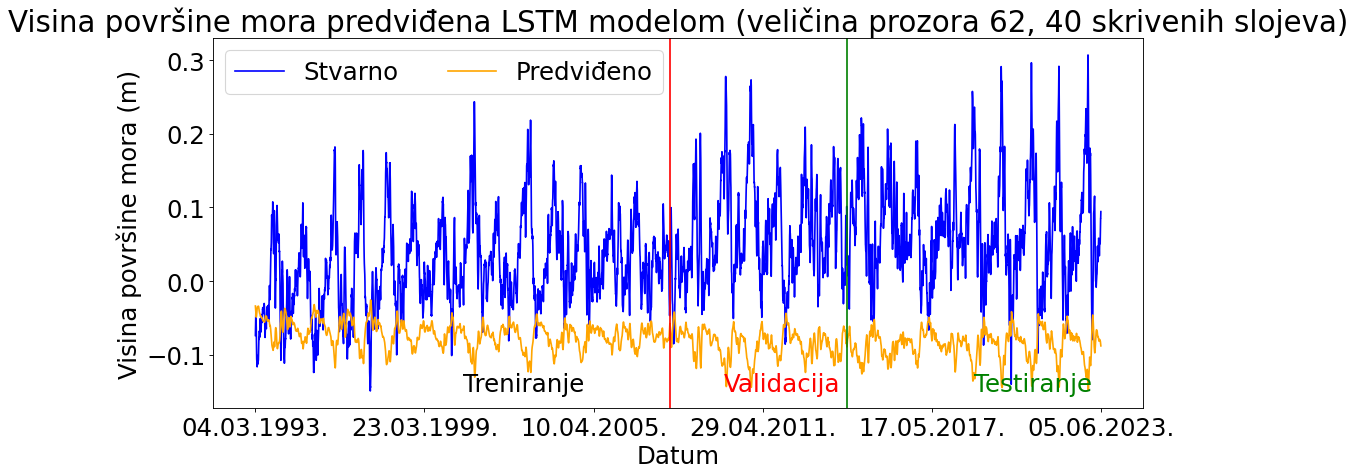 Visina površine mora predviđena LSTM modelom (veličina prozora 62, 40 skrivenih slojeva)
Stvarno
Predviđeno
Visina površine mora (m)
0.3
0.2
0.1
0.0
−0.1
Treniranje
Validacija
Testiranje
04.03.1993.
23.03.1999.
10.04.2005.
29.04.2011.
17.05.2017.
05.06.2023.
Datum